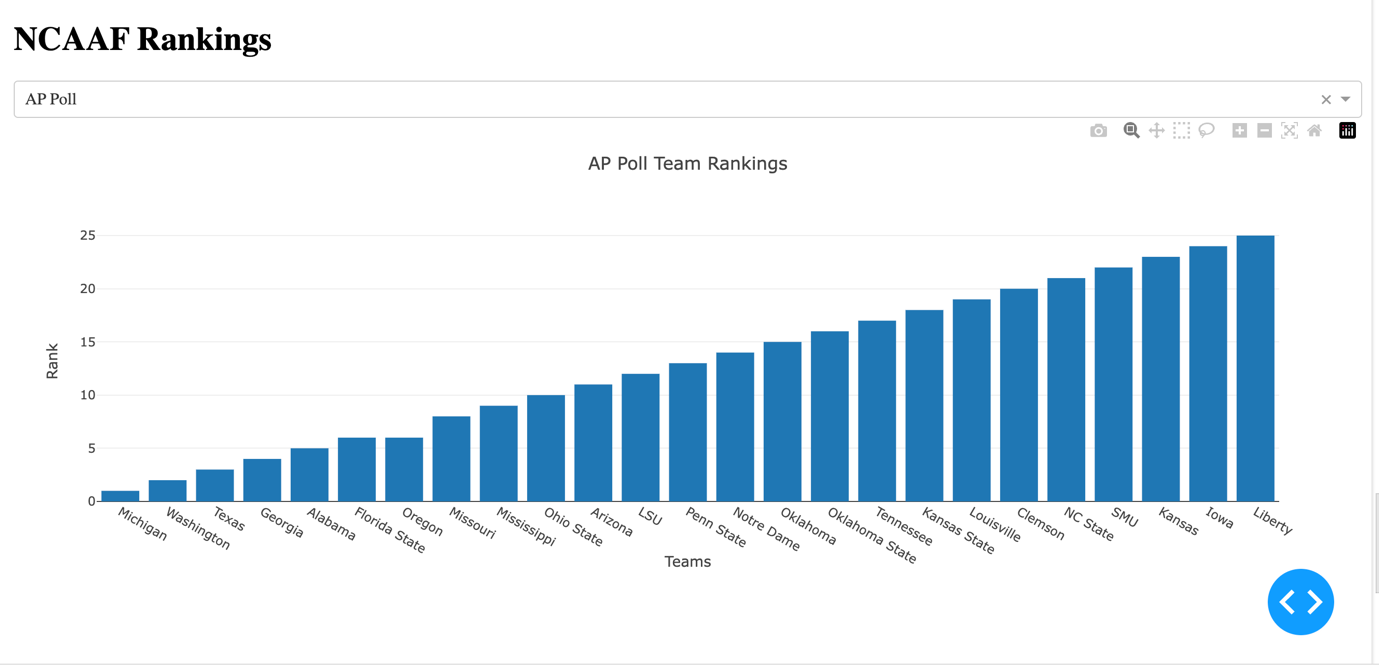 NCAAF Rankings
AP Poll
AP Poll Team Rankings
25
20
15
10
5
0
Rank
Michigan
Washington
Texas
Georgia
Alabama
Florida State
Oregon
Missouri
Mississippi
Ohio State
Arizona
LSU
Penn State
Notre Dame
Oklahoma
Oklahoma State
Tennessee
Kansas State
Louisville
Clemson
NC State
SMU
Kansas
Iowa
Liberty
Teams